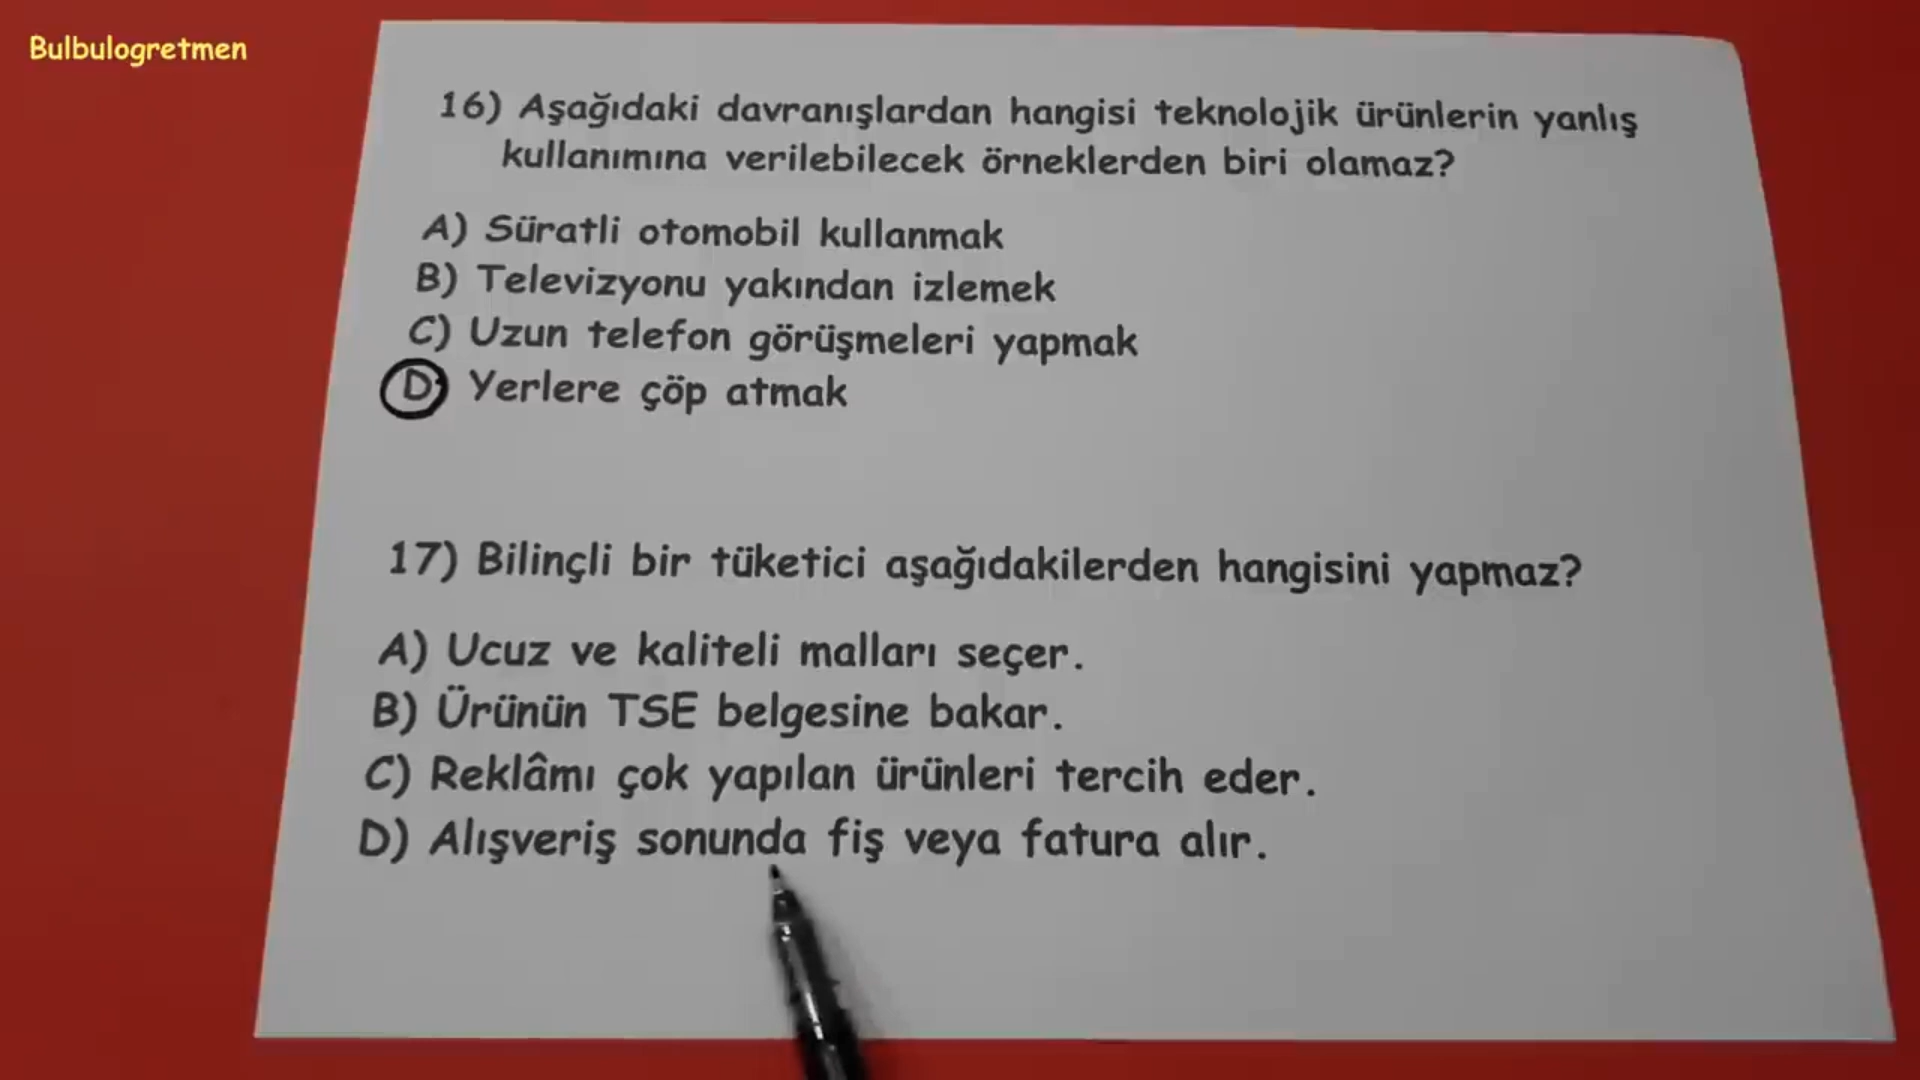 Bulbulogretmen
16) Aşağıdaki davranışlardan hangisi teknolojik ürünlerin yanlış
kullanımına verilebilecek örneklerden biri olamaz?
A) Süratli otomobil kullanmak
B) Televizyonu yakından izlemek
C) Uzun telefon görüşmeleri yapmak
D) Yerlere çöp atmak
17) Bilinçli bir tüketici aşağıdakilerden hangisini yapmaz?
A) Ucuz ve kaliteli malları seçer.
B) Ürünün TSE belgesine bakar.
C) Reklâmı çok yapılan ürünleri tercih eder.
D) Alışveriş sonunda fiş veya fatura alır.